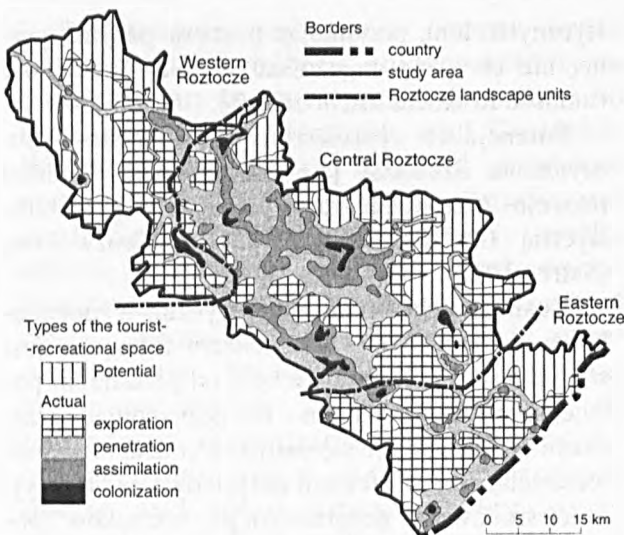 Borders
country
study area
Roztocze landscape units
Western
Roztocze
Central Roztocze
Eastern
Roztocze
Types of the tourist-
-recreational space
Potential
Actual
exploration
penetration
assimilation
colonization
0 5 10 15 km